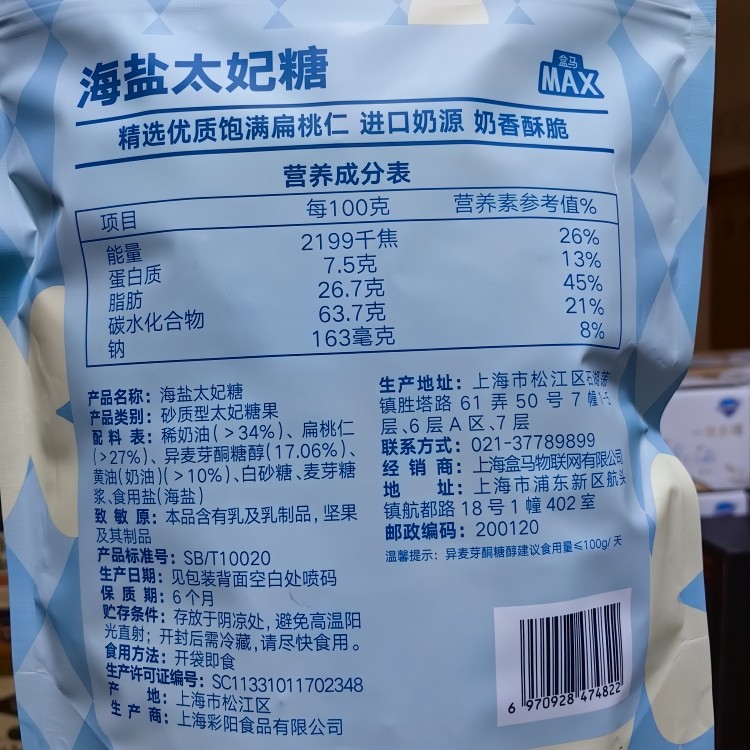 海盐太妃糖
盒马
MAX
精选优质饱满扁桃仁 进口奶源 奶香酥脆
营养成分表
项目 每100克 营养素参考值%
能量 2199千焦 26%
蛋白质 7.5克 13%
脂肪 26.7克 45%
碳水化合物 63.7克 21%
钠 163毫克 8%
产品名称：海盐太妃糖
产品类别：砂质型太妃糖果
配料表：稀奶油(>34%)、扁桃仁
(>27%)、异麦芽酮糖醇(17.06%)、
黄油(奶油)(>10%)、白砂糖、麦芽糖
浆、食用盐(海盐)
致敏原：本品含有乳及乳制品，坚果
及其制品
产品标准号：SB/T10020
生产日期：见包装背面空白处喷码
保质期：6个月
贮存条件：存放于阴凉处，避免高温阳
光直射；开封后需冷藏，请尽快食用。
食用方法：开袋即食
生产许可证编号：SC11331011702348
产地：上海市松江区
生产商：上海彩阳食品有限公司
生产地址：上海市松江区石湖荡
镇胜塔路 61 弄 50 号 7 幢1-5
层、6层A区、7层
联系方式：021-37789899
经销商：上海盒马物联网有限公司
地址：上海市浦东新区航头
镇航都路 18 号 1 幢 402 室
邮政编码：200120
温馨提示：异麦芽酮糖醇建议食用量≤100g/天
6 970928 474822